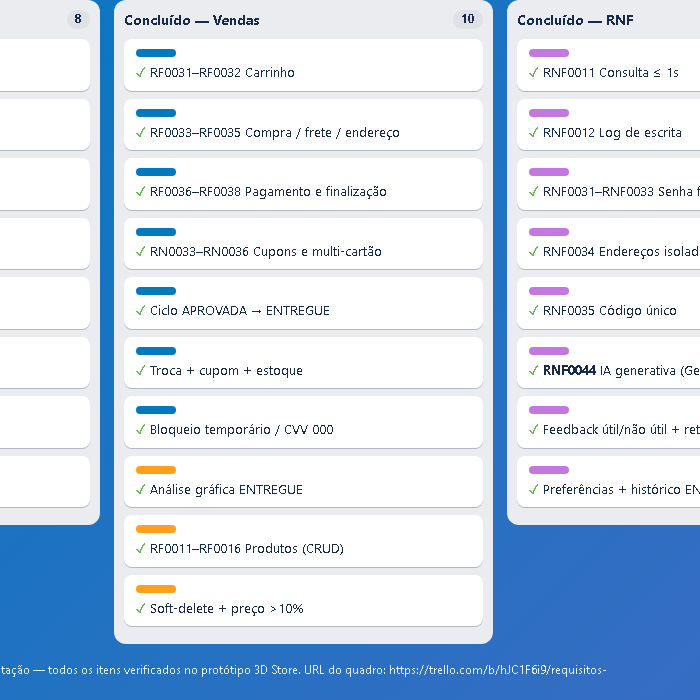 8
Concluído — Vendas
10
✓ RF0031–RF0032 Carrinho
✓ RF0033–RF0035 Compra / frete / endereço
✓ RF0036–RF0038 Pagamento e finalização
✓ RN0033–RN0036 Cupons e multi-cartão
✓ Ciclo APROVADA → ENTREGUE
✓ Troca + cupom + estoque
✓ Bloqueio temporário / CVV 000
✓ Análise gráfica ENTREGUE
✓ RF0011–RF0016 Produtos (CRUD)
✓ Soft-delete + preço >10%
Concluído — RNF
✓ RNF0011 Consulta ≤ 1s
✓ RNF0012 Log de escrita
✓ RNF0031–RNF0033 Senha f
✓ RNF0034 Endereços isolad
✓ RNF0035 Código único
✓ RNF0044 IA generativa (Ge
✓ Feedback útil/não útil + ret
✓ Preferências + histórico EN
tação — todos os itens verificados no protótipo 3D Store. URL do quadro: https://trello.com/b/hJC1F6i9/requisitos-